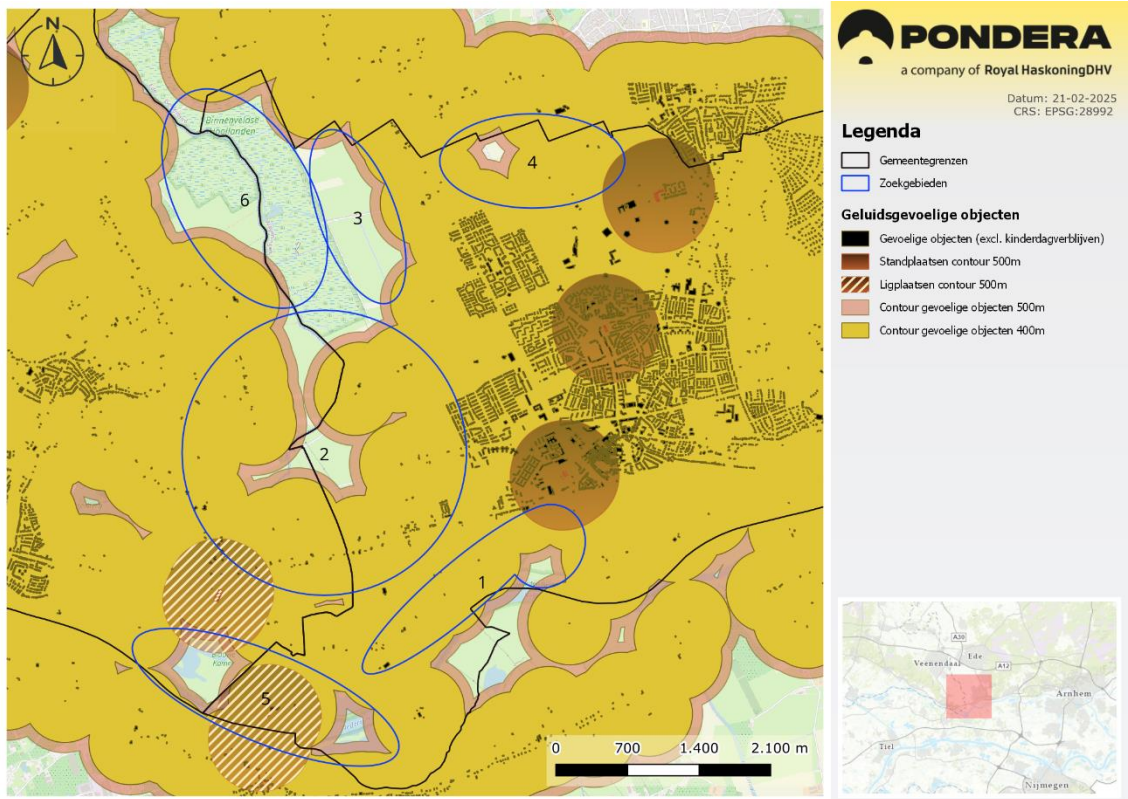 N
Binnenveldse
Hooilanden
6
3
4
2
1
5
0 700 1.400 2.100 m
PONDERA
a company of Royal HaskoningDHV
Datum: 21-02-2025
CRS: EPSG:28992
Legenda
Gemeentegrenzen
Zoekgebieden
Geluidsgevoelige objecten
Gevoelige objecten (excl. kinderdagverblijven)
Standplaatsen contour 500m
Ligplaatsen contour 500m
Contour gevoelige objecten 500m
Contour gevoelige objecten 400m
A30
Ede
Veenendaal
A12
Arnhem
Tiel
Nijmegen